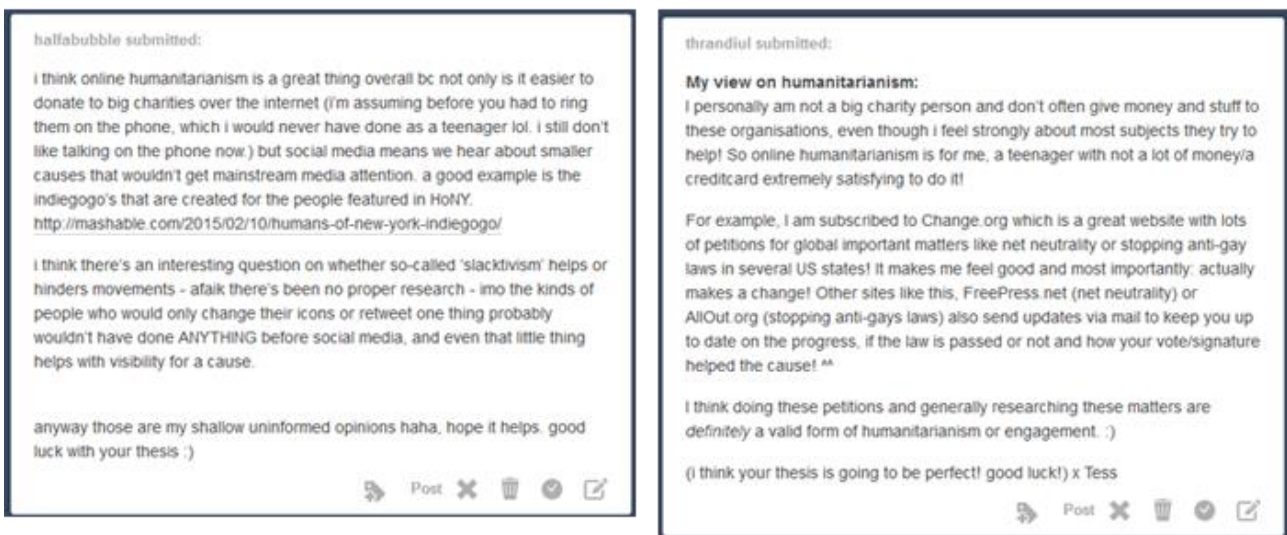 halfabubble submitted:
i think online humanitarianism is a great thing overall bc not only is it easier to
donate to big charities over the internet (i'm assuming before you had to ring
them on the phone, which i would never have done as a teenager lol. i still don't
like talking on the phone now.) but social media means we hear about smaller
causes that wouldn't get mainstream media attention. a good example is the
indiegogo's that are created for the people featured in HoNY.
http://mashable.com/2015/02/10/humans-of-new-york-indiegogo/
i think there's an interesting question on whether so-called 'slacktivism' helps or
hinders movements - afaik there's been no proper research - imo the kinds of
people who would only change their icons or retweet one thing probably
wouldn't have done ANYTHING before social media, and even that little thing
helps with visibility for a cause.
anyway those are my shallow uninformed opinions haha, hope it helps. good
luck with your thesis :)
Post
thrandiul submitted:
My view on humanitarianism:
I personally am not a big charity person and don't often give money and stuff to
these organisations, even though i feel strongly about most subjects they try to
help! So online humanitarianism is for me, a teenager with not a lot of money/a
creditcard extremely satisfying to do it!
For example, I am subscribed to Change.org which is a great website with lots
of petitions for global important matters like net neutrality or stopping anti-gay
laws in several US states! It makes me feel good and most importantly: actually
makes a change! Other sites like this, FreePress.net (net neutrality) or
AllOut.org (stopping anti-gays laws) also send updates via mail to keep you up
to date on the progress, if the law is passed or not and how your vote/signature
helped the cause! ^^
I think doing these petitions and generally researching these matters are
definitely a valid form of humanitarianism or engagement. :)
(i think your thesis is going to be perfect! good luck!) x Tess
Post